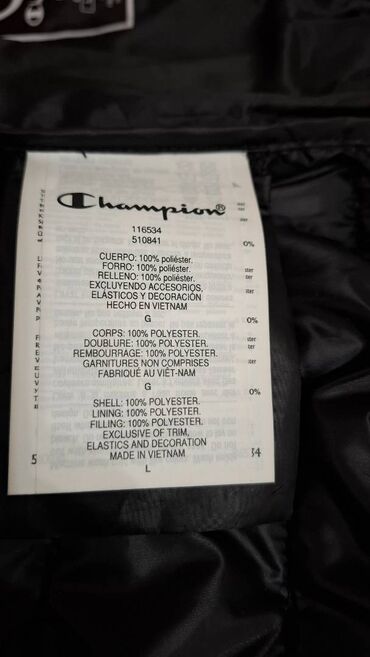 Champion®
116534
510841
CUERPO: 100% poliéster.
FORRO: 100% poliéster.
RELLENO: 100% poliéster.
EXCLUYENDO ACCESORIOS,
ELÁSTICOS Y DECORACIÓN
HECHO EN VIETNAM
G
CORPS: 100% POLYESTER.
DOUBLURE: 100% POLYESTER.
REMBOURRAGE: 100% POLYESTER.
GARNITURES NON COMPRISES
FABRIQUÉ AU VIÊT-NAM
G
SHELL: 100% POLYESTER.
LINING: 100% POLYESTER.
FILLING: 100% POLYESTER.
EXCLUSIVE OF TRIM,
ELASTICS AND DECORATION
MADE IN VIETNAM
L